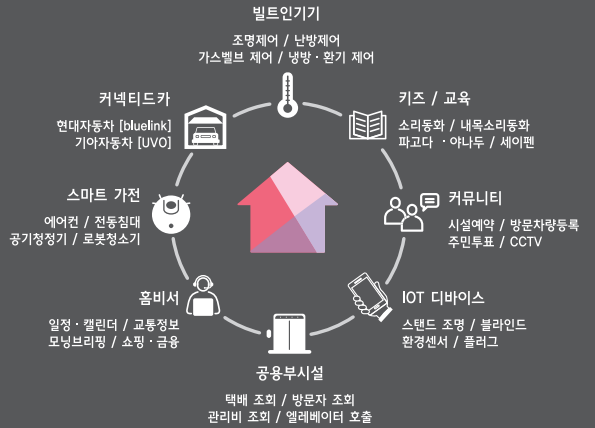 빌트인기기
조명제어 / 난방제어
가스벨브 제어 / 냉방 · 환기 제어
키즈 / 교육
소리동화 / 내목소리동화
파고다 · 야나두 / 세이펜
커뮤니티
시설예약 / 방문차량등록
주민투표 / CCTV
IOT 디바이스
스탠드 조명 / 블라인드
환경센서 / 플러그
공용부시설
택배 조회 / 방문자 조회
관리비 조회 / 엘레베이터 호출
홈비서
일정 · 캘린더 / 교통정보
모닝브리핑 / 쇼핑 · 금융
스마트 가전
에어컨 / 전동침대
공기청정기 / 로봇청소기
커넥티드카
현대자동차 [bluelink]
기아자동차 [UVO]